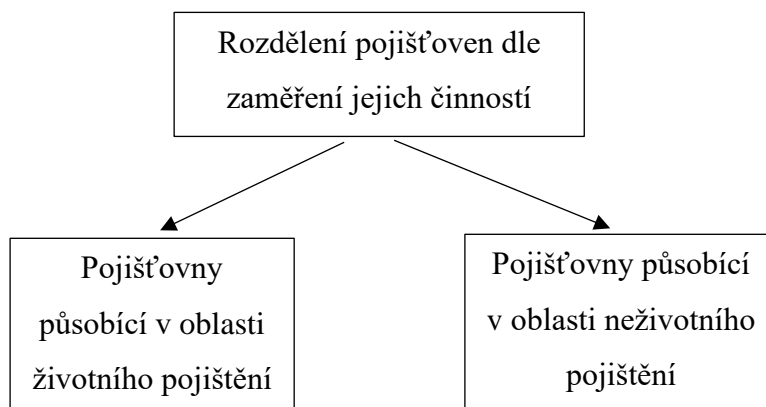 Rozdělení pojišťoven dle
zaměření jejich činností
Pojišťovny
působící v oblasti
životního pojištění
Pojišťovny působící
v oblasti neživotního
pojištění